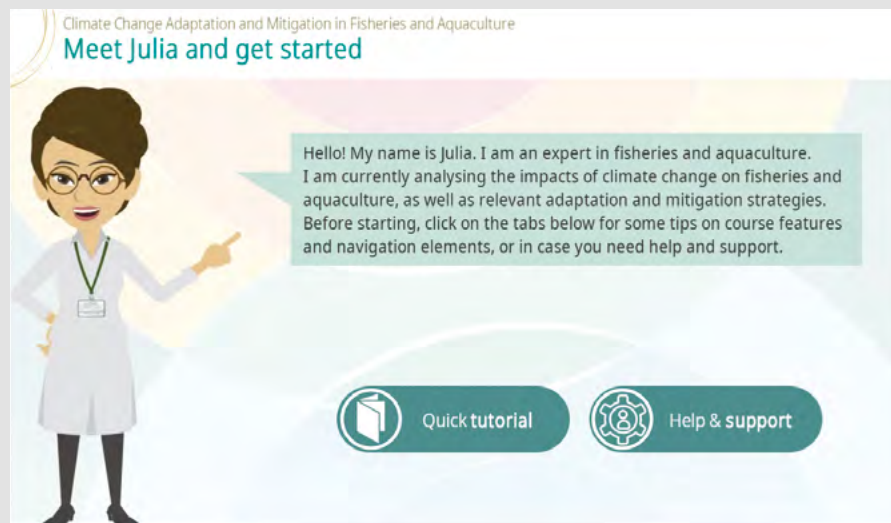 Climate Change Adaptation and Mitigation in Fisheries and Aquaculture
Meet Julia and get started
Hello! My name is Julia. I am an expert in fisheries and aquaculture.
I am currently analysing the impacts of climate change on fisheries and
aquaculture, as well as relevant adaptation and mitigation strategies.
Before starting, click on the tabs below for some tips on course features
and navigation elements, or in case you need help and support.
Quick tutorial
Help & support